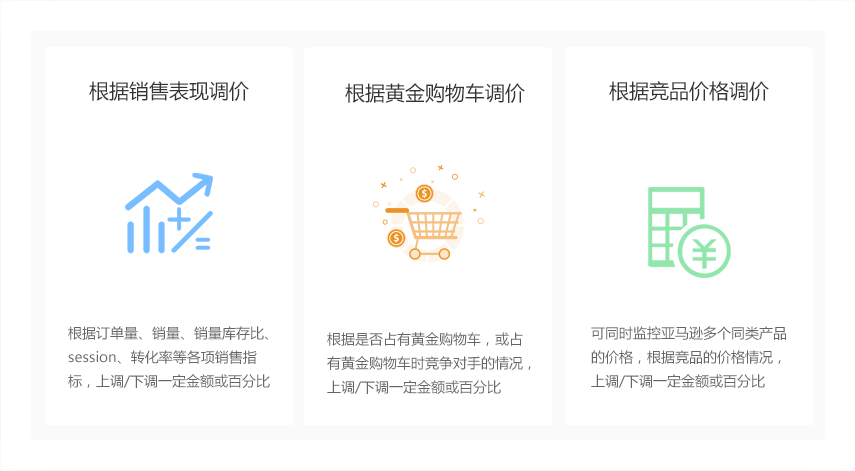 根据销售表现调价
根据订单量、销量、销量库存比、
session、转化率等各项销售指
标，上调/下调一定金额或百分比
根据黄金购物车调价
$
$
根据是否占有黄金购物车，或占
有黄金购物车时竞争对手的情况，
上调/下调一定金额或百分比
根据竞品价格调价
¥
可同时监控亚马逊多个同类产品
的价格，根据竞品的价格情况，
上调/下调一定金额或百分比